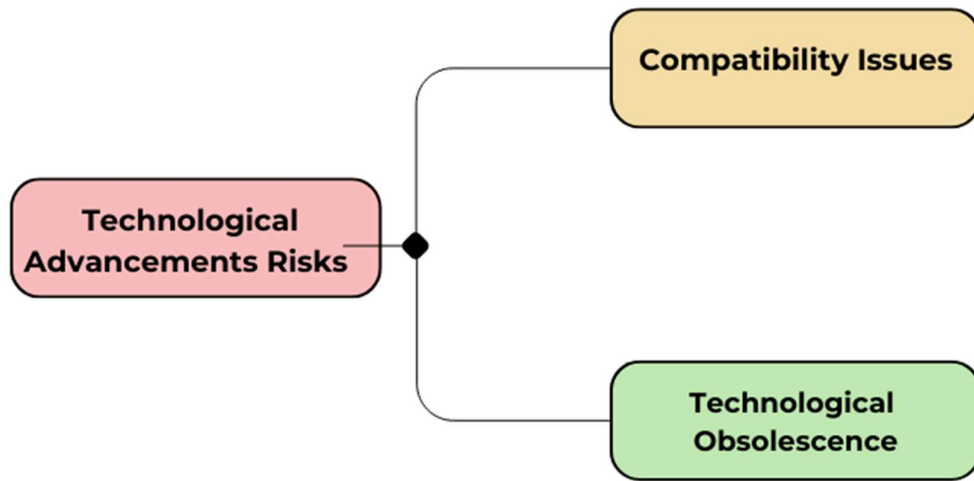 Compatibility Issues
Technological
Advancements Risks
Technological
Obsolescence